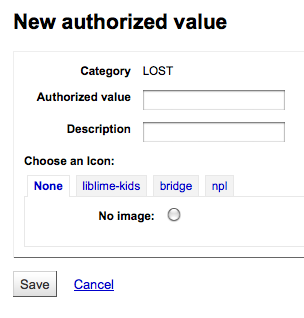 New authorized value
Category LOST
Authorized value
Description
Choose an Icon:
None liblime-kids bridge npl
No image:
Save Cancel